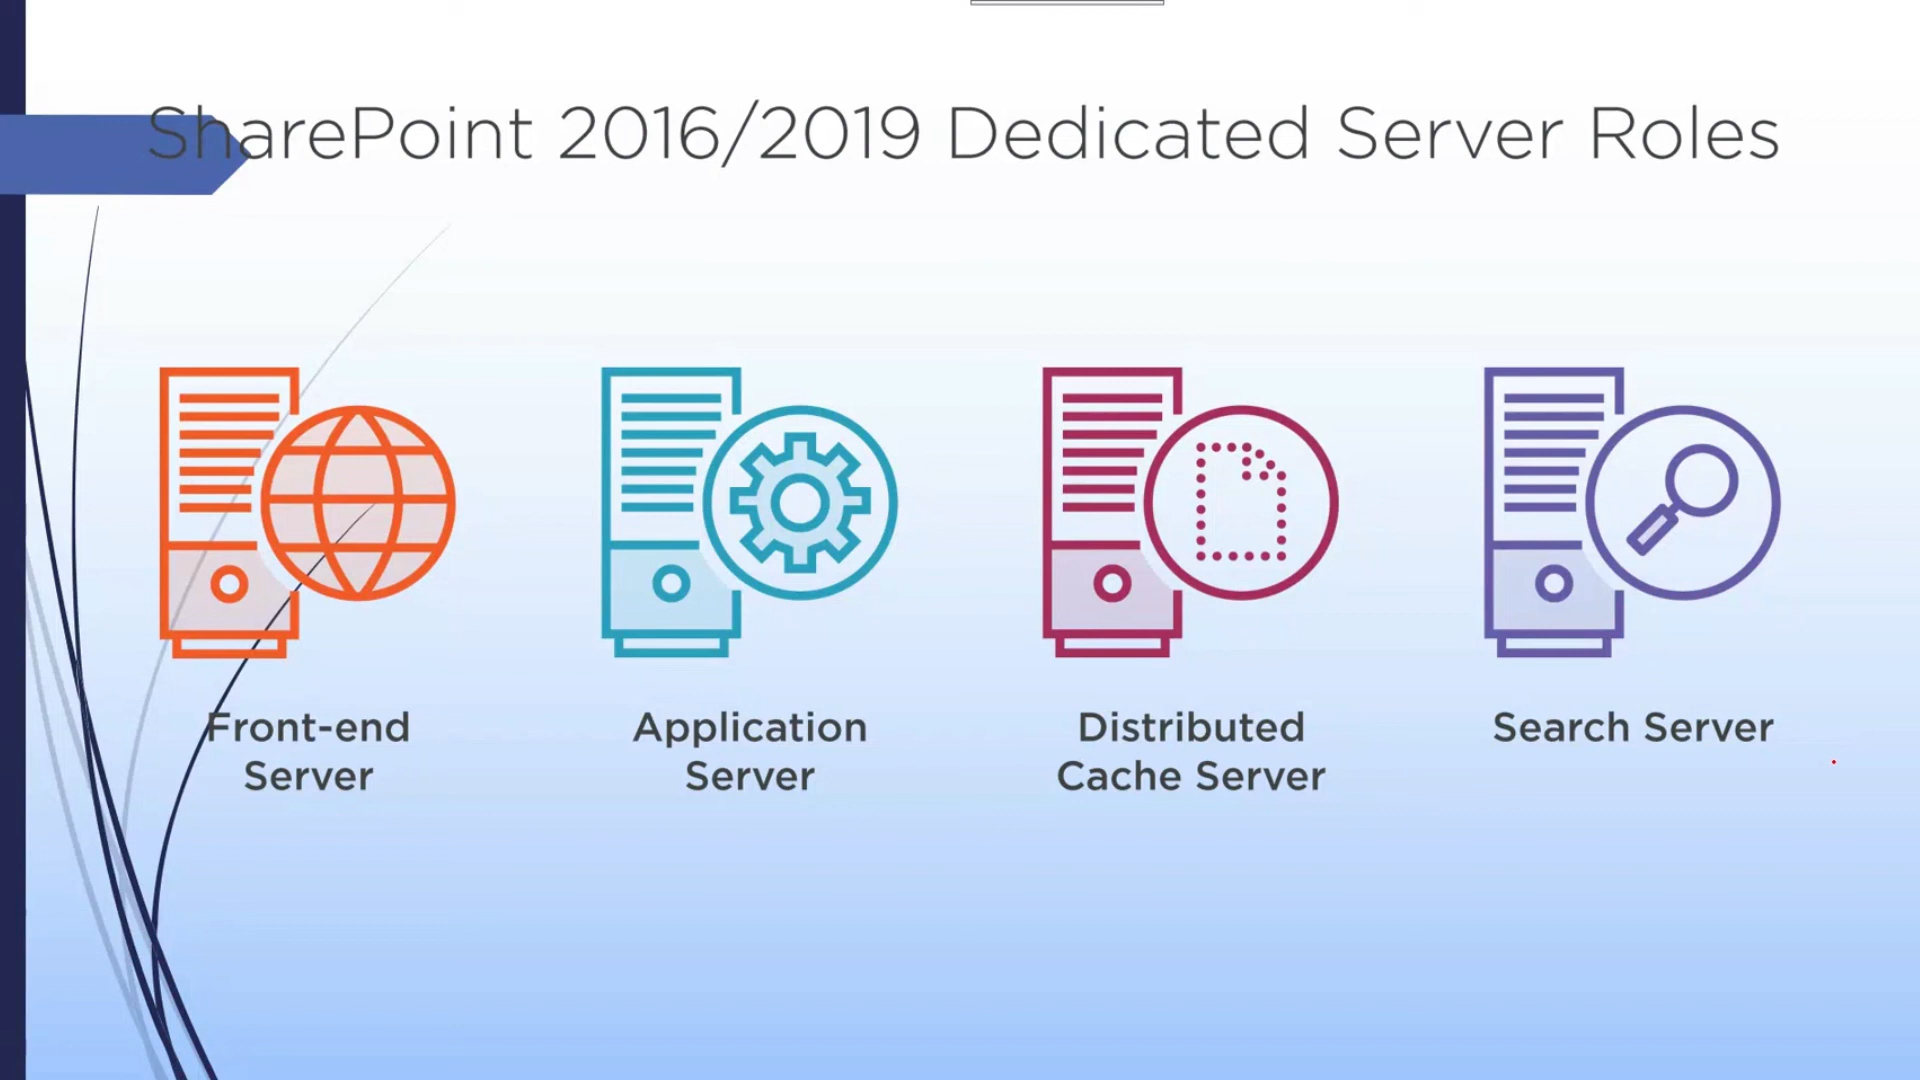 SharePoint 2016/2019 Dedicated Server Roles
Front-end
Server
Application
Server
Distributed
Cache Server
Search Server